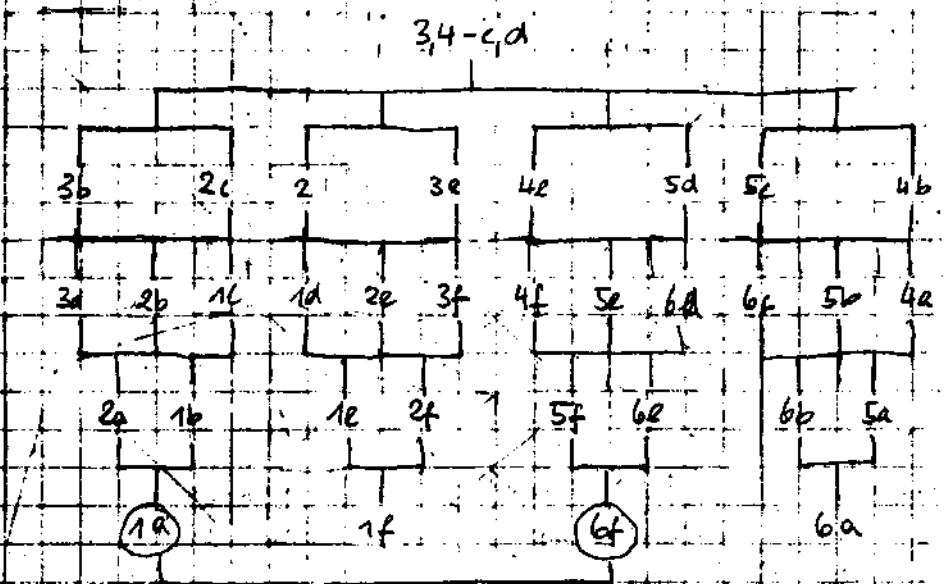 3,4-c,d
3b 2c 2 3e 4e 5d 5c 4b
3a 2b 1c 1d 2e 3f 4f 5e 6d 6c 5b 4a
2a 1b 1e 2f 5f 6e 6b 5a
1a 1f 6f 6a